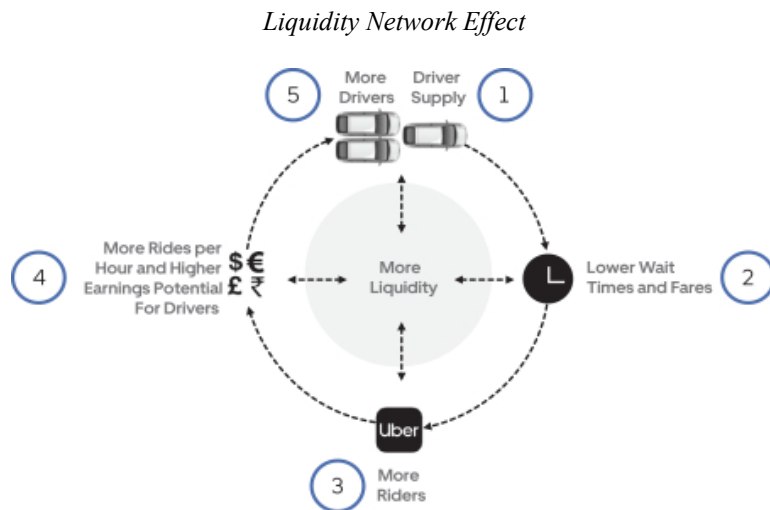 Liquidity Network Effect
5
More
Drivers
Driver
Supply
1
4
More Rides per
Hour and Higher
Earnings Potential
For Drivers
$ €
£ ₹
More
Liquidity
Lower Wait
Times and Fares
2
Uber
3
More
Riders